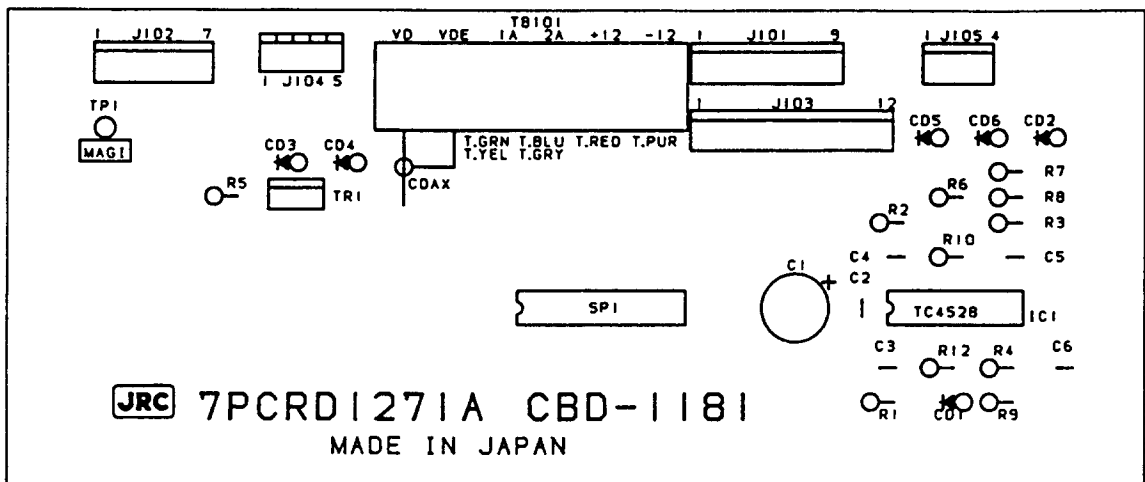 TB101
1 J102 7
1 J104 5
VD VDE 1A 2A +12 -12
1 J101 9
1 J105 4
1 J103 12
TP1
MAG1
CD3 CD4
T.GRN T.BLU T.RED T.PUR
T.YEL T.GRY
CDAX
CD5 CD6 CD2
R5
TR1
R7
R6 R8
R2 R3
C4 R10 C5
C1 +
C2
SP1
TC4528 IC1
C3 R12 R4 C6
R1 CD1 R9
JRC 7PCRD1271A CBD-1181
MADE IN JAPAN